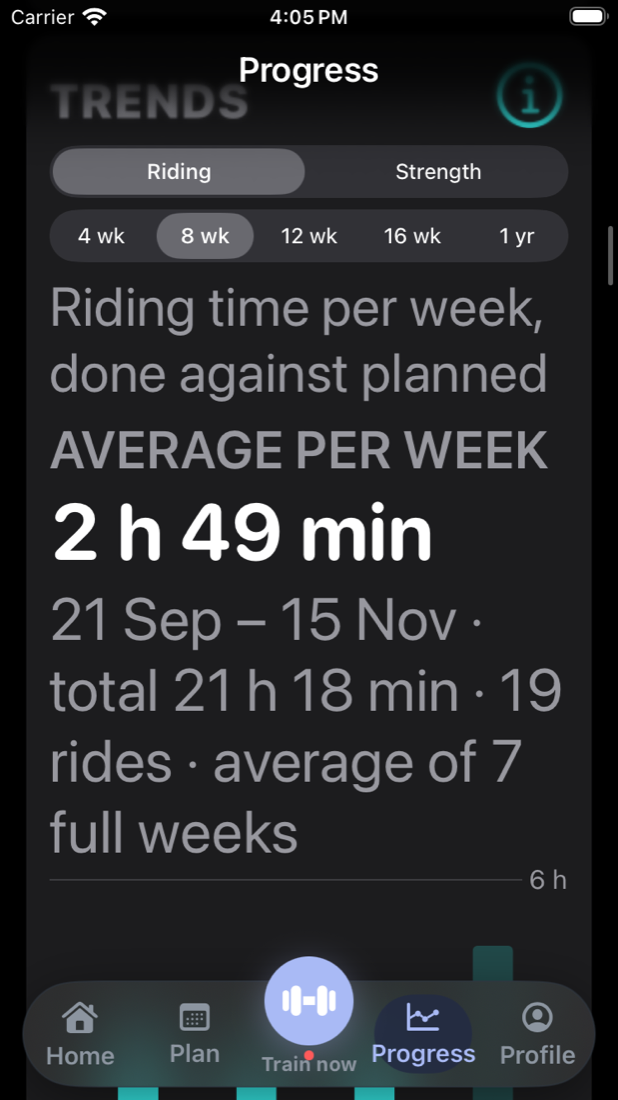 Carrier 4:05 PM
Progress
TRENDS i
Riding Strength
4 wk 8 wk 12 wk 16 wk 1 yr
Riding time per week,
done against planned
AVERAGE PER WEEK
2 h 49 min
21 Sep – 15 Nov ·
total 21 h 18 min · 19
rides · average of 7
full weeks
6 h
Home Plan Train now Progress Profile